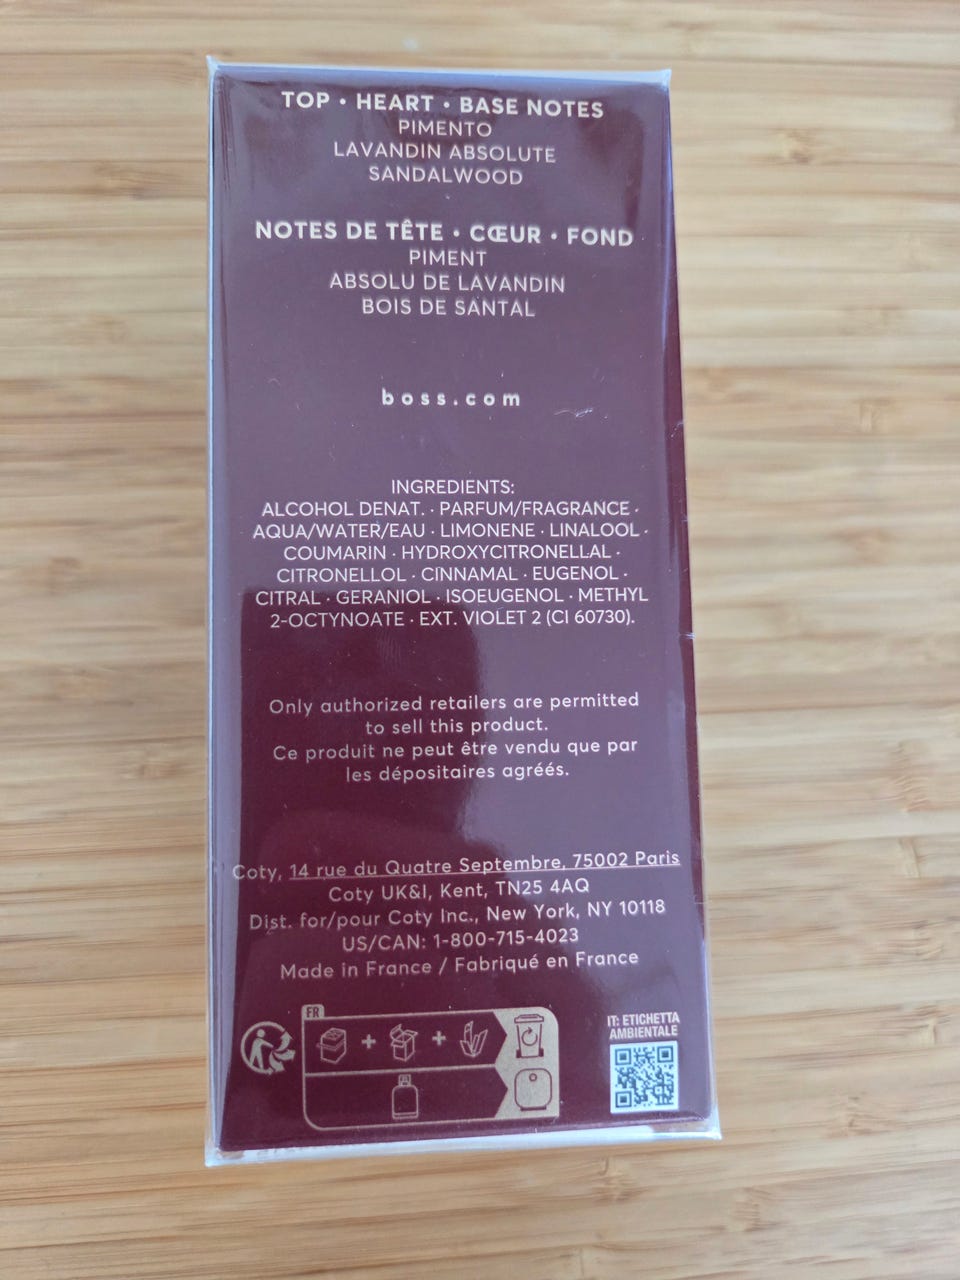 TOP • HEART • BASE NOTES
PIMENTO
LAVANDIN ABSOLUTE
SANDALWOOD
NOTES DE TÊTE • CŒUR • FOND
PIMENT
ABSOLU DE LAVANDIN
BOIS DE SANTAL
boss.com
INGREDIENTS:
ALCOHOL DENAT. · PARFUM/FRAGRANCE ·
AQUA/WATER/EAU · LIMONENE · LINALOOL ·
COUMARIN · HYDROXYCITRONELLAL ·
CITRONELLOL · CINNAMAL · EUGENOL ·
CITRAL · GERANIOL · ISOEUGENOL · METHYL
2-OCTYNOATE · EXT. VIOLET 2 (CI 60730).
Only authorized retailers are permitted
to sell this product.
Ce produit ne peut être vendu que par
les dépositaires agréés.
Coty, 14 rue du Quatre Septembre, 75002 Paris
Coty UK&I, Kent, TN25 4AQ
Dist. for/pour Coty Inc., New York, NY 10118
US/CAN: 1-800-715-4023
Made in France / Fabriqué en France
FR
IT: ETICHETTA
AMBIENTALE